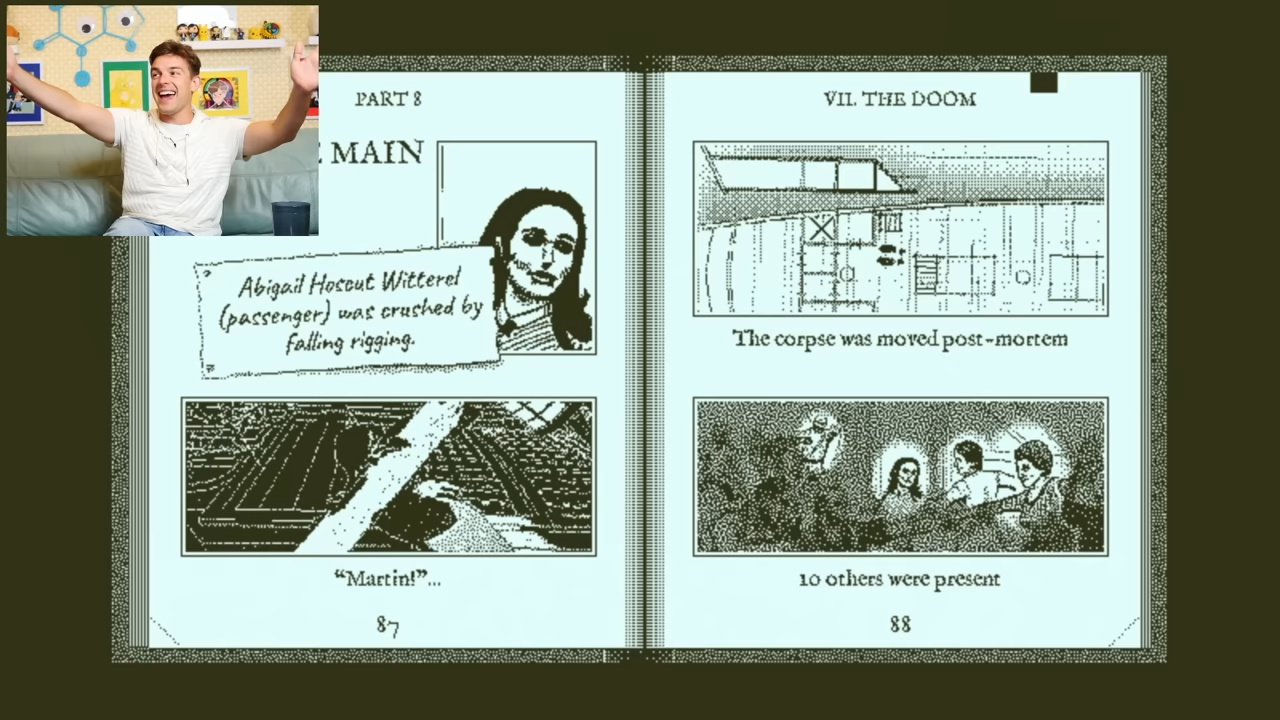 PART 8
MAIN
Abigail Hoscut Witterel
(passenger) was crushed by
falling rigging.
"Martin!"...
87
VII. THE DOOM
The corpse was moved post-mortem
10 others were present
88